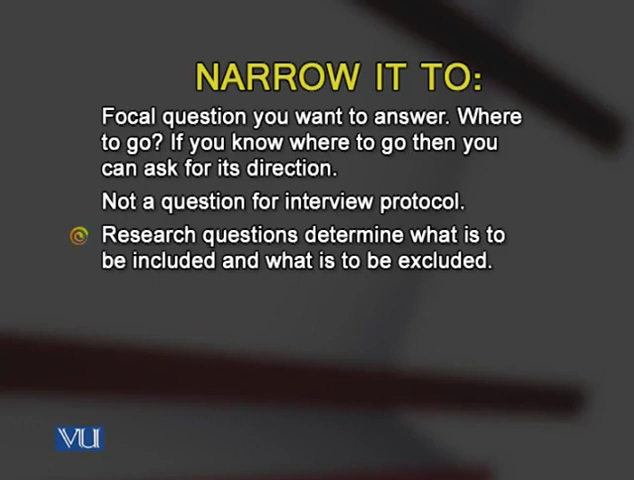 NARROW IT TO:
Focal question you want to answer. Where
to go? If you know where to go then you
can ask for its direction.
Not a question for interview protocol.
Research questions determine what is to
be included and what is to be excluded.
VU